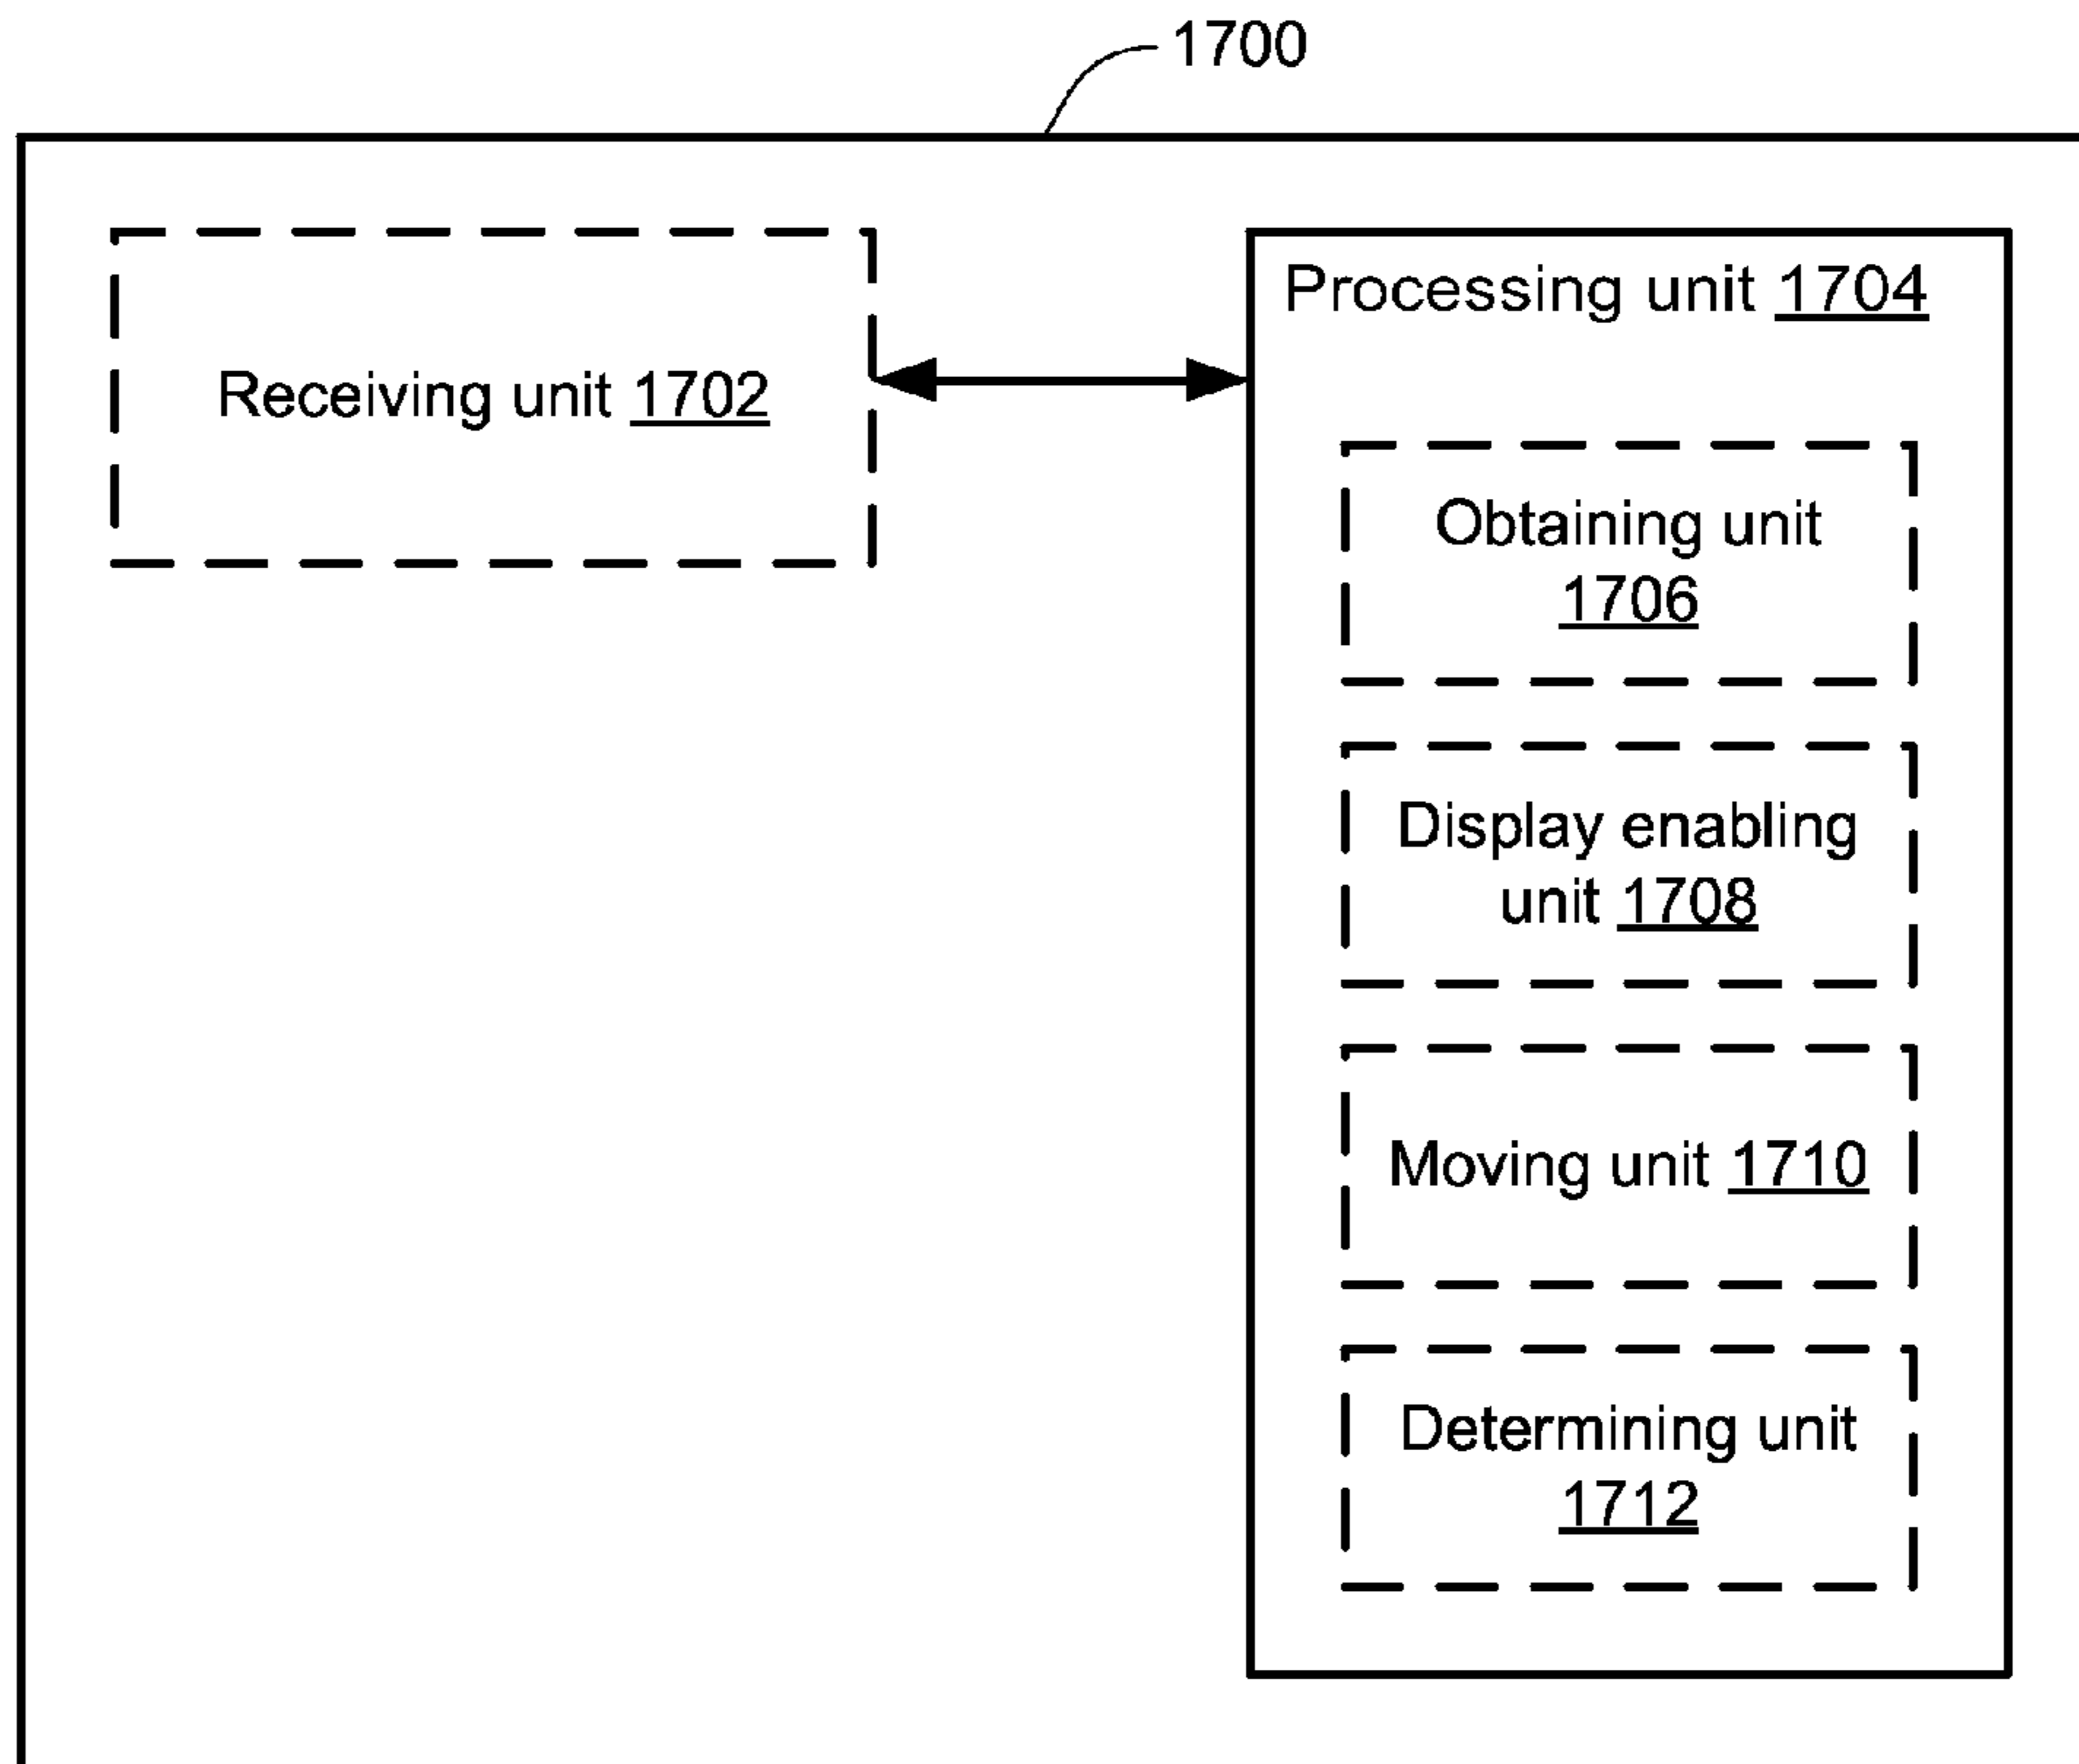 1700
Receiving unit 1702
Processing unit 1704
Obtaining unit
1706
Display enabling
unit 1708
Moving unit 1710
Determining unit
1712